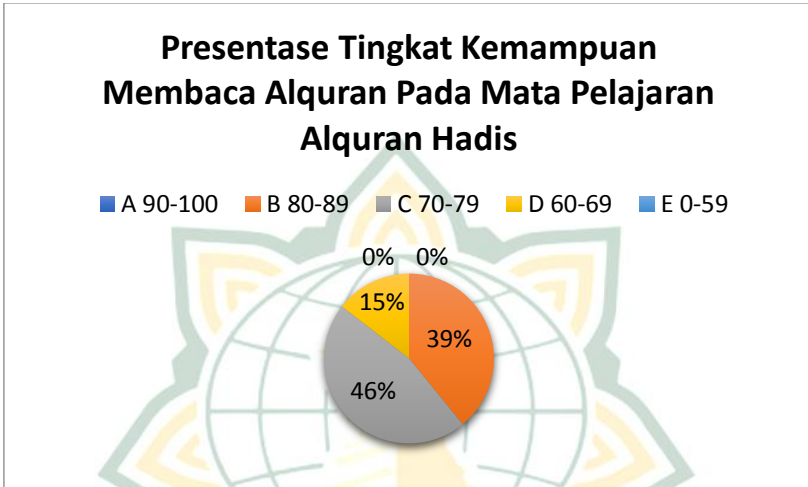 Presentase Tingkat Kemampuan
Membaca Alquran Pada Mata Pelajaran
Alquran Hadis
A 90-100 B 80-89 C 70-79 D 60-69 E 0-59
0% 0%
15%
39%
46%